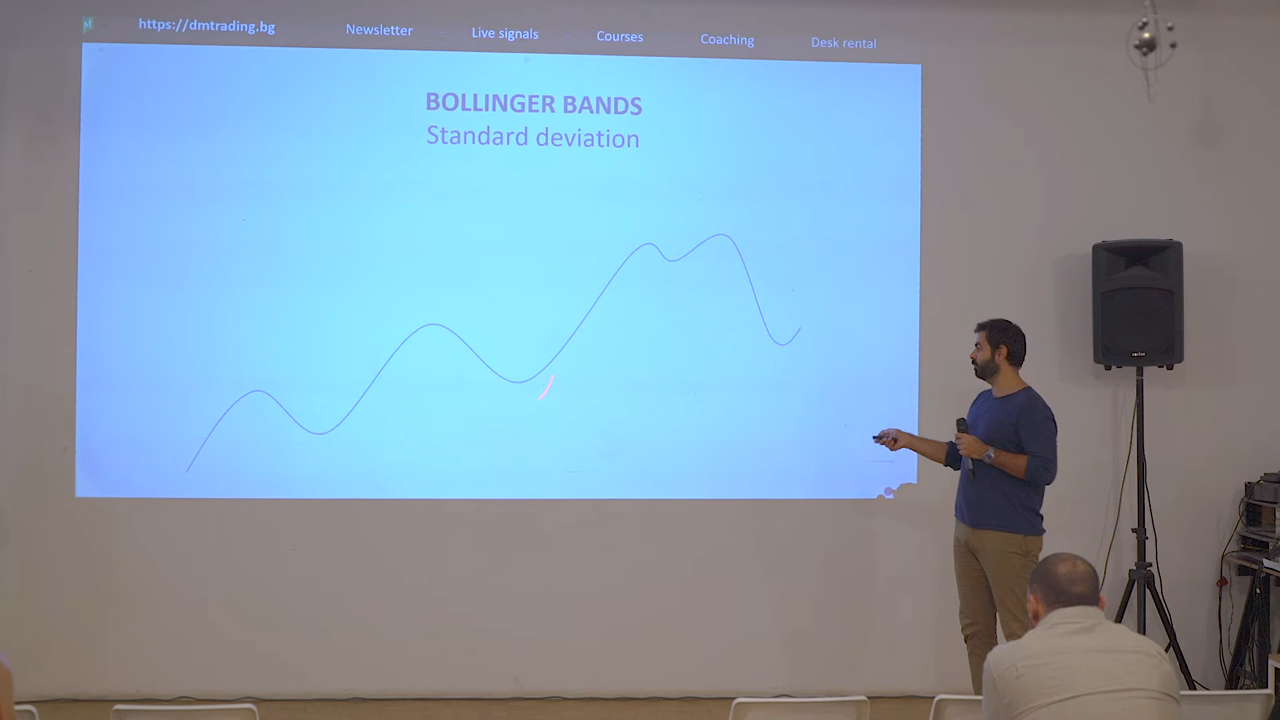 https://dmtrading.bg Newsletter Live signals Courses Coaching Desk rental
BOLLINGER BANDS
Standard deviation